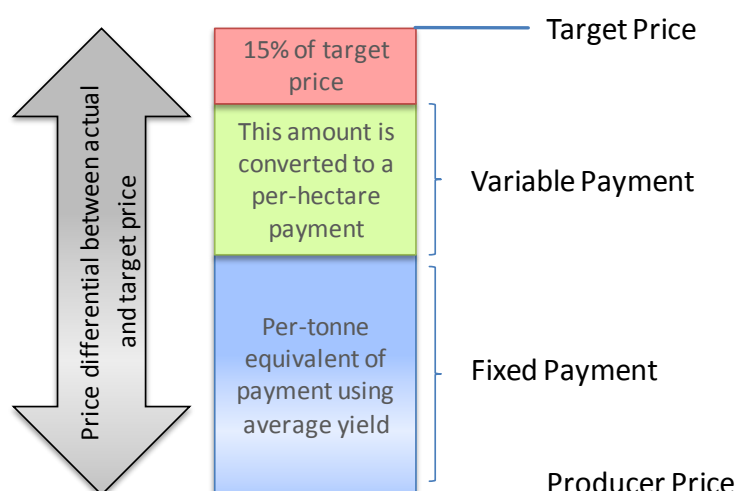 Target Price
15% of target
price
This amount is
converted to a
per-hectare
payment
Variable Payment
Price differential between actual
and target price
Per-tonne
equivalent of
payment using
average yield
Fixed Payment
Producer Price